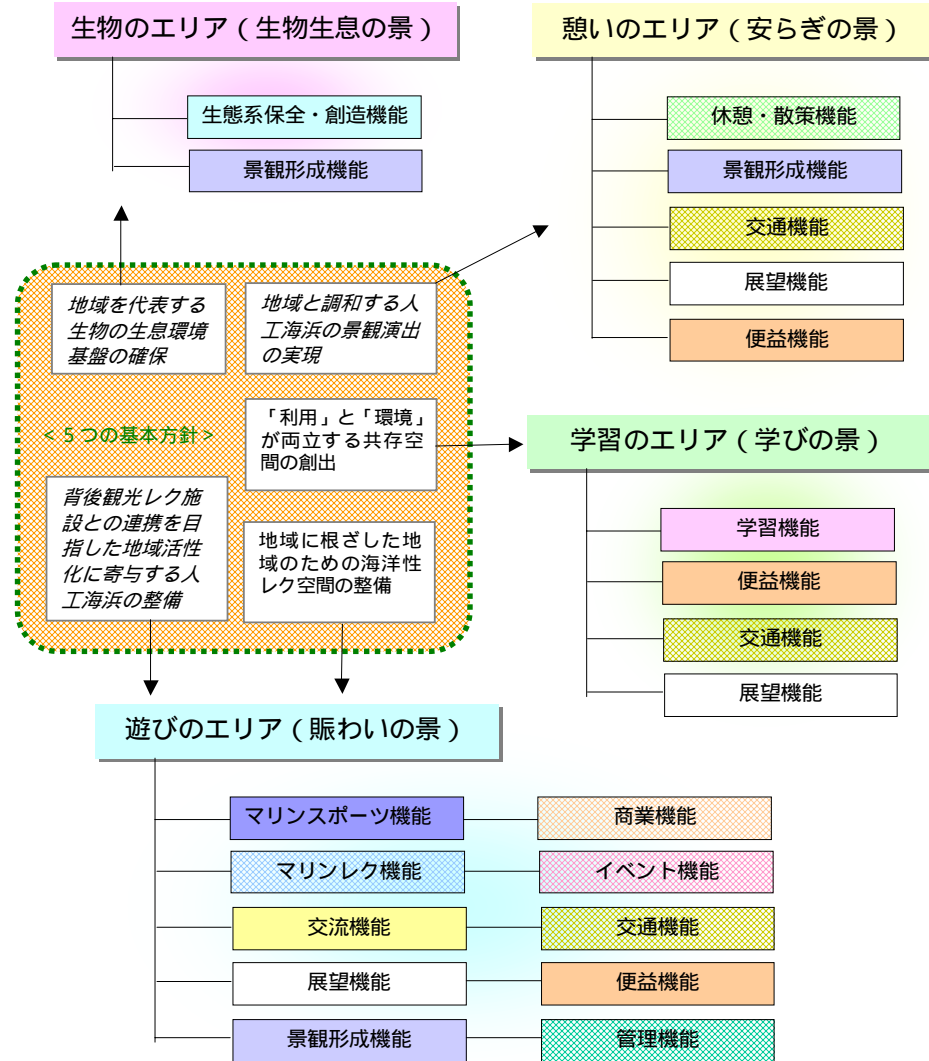 生物のエリア（生物生息の景）
生態系保全・創造機能
景観形成機能
憩いのエリア（安らぎの景）
休憩・散策機能
景観形成機能
交通機能
展望機能
便益機能
地域を代表する
生物の生息環境
基盤の確保
地域と調和する人
工海浜の景観演出
の実現
<５つの基本方針>
「利用」と「環境」
が両立する共存空
間の創出
背後観光レク施
設との連携を目
指した地域活性
化に寄与する人
工海浜の整備
地域に根ざした地
域のための海洋性
レク空間の整備
学習のエリア（学びの景）
学習機能
便益機能
交通機能
展望機能
遊びのエリア（賑わいの景）
マリンスポーツ機能
商業機能
マリンレク機能
イベント機能
交流機能
交通機能
展望機能
便益機能
景観形成機能
管理機能